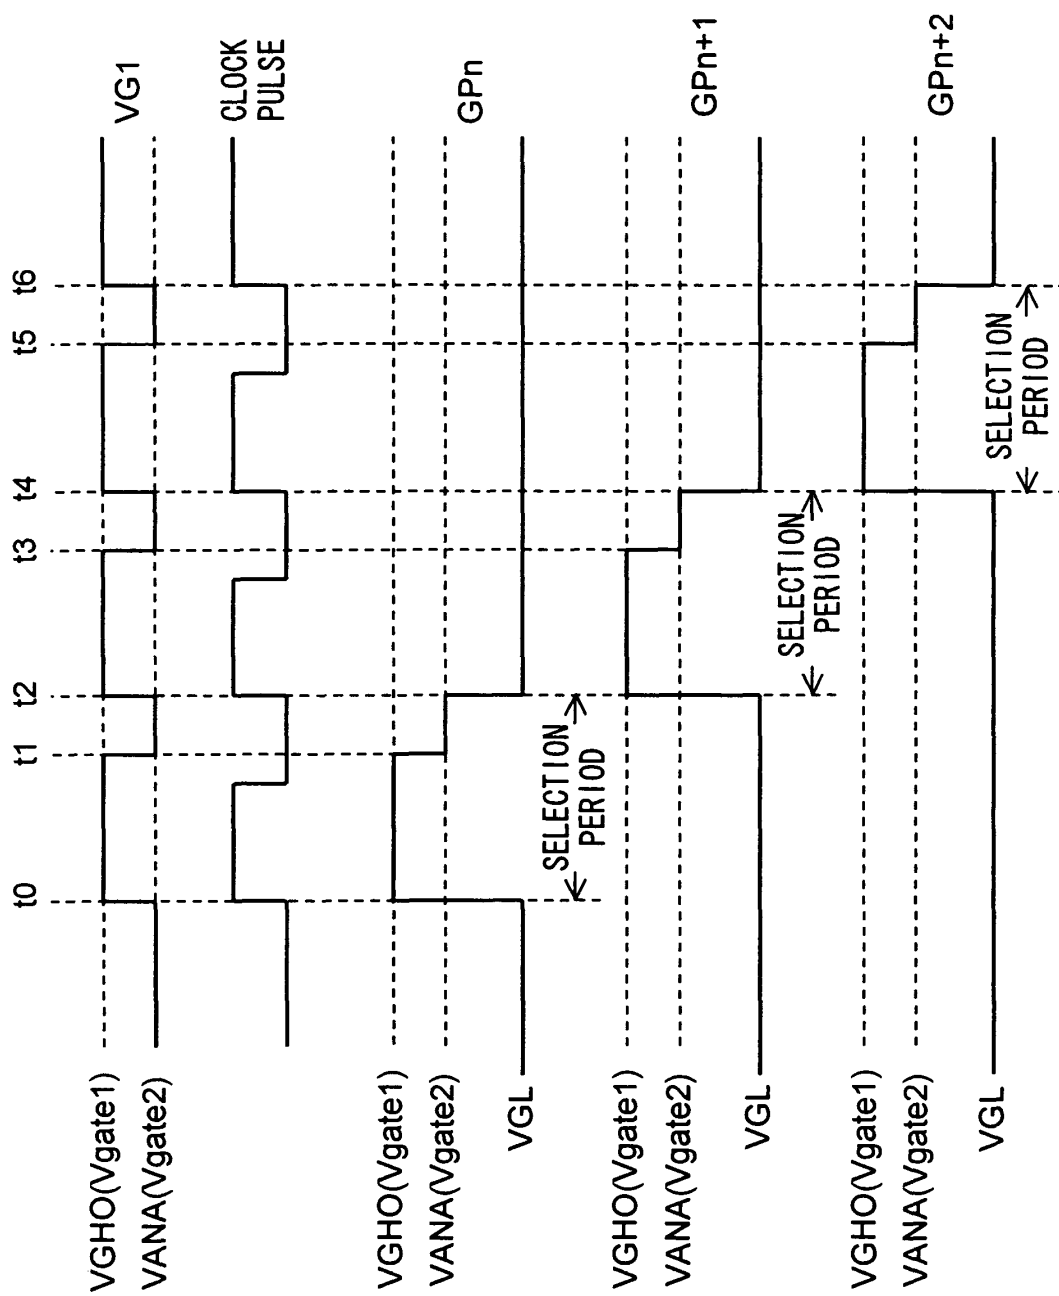 t0
t1
t2
t3
t4
t5
t6
VGHO(Vgate1)
VANA(Vgate2)
VG1
CLOCK
PULSE
VGHO(Vgate1)
VANA(Vgate2)
VGL
GPn
SELECTION
PERIOD
VGHO(Vgate1)
VANA(Vgate2)
VGL
GPn+1
SELECTION
PERIOD
VGHO(Vgate1)
VANA(Vgate2)
VGL
GPn+2
SELECTION
PERIOD